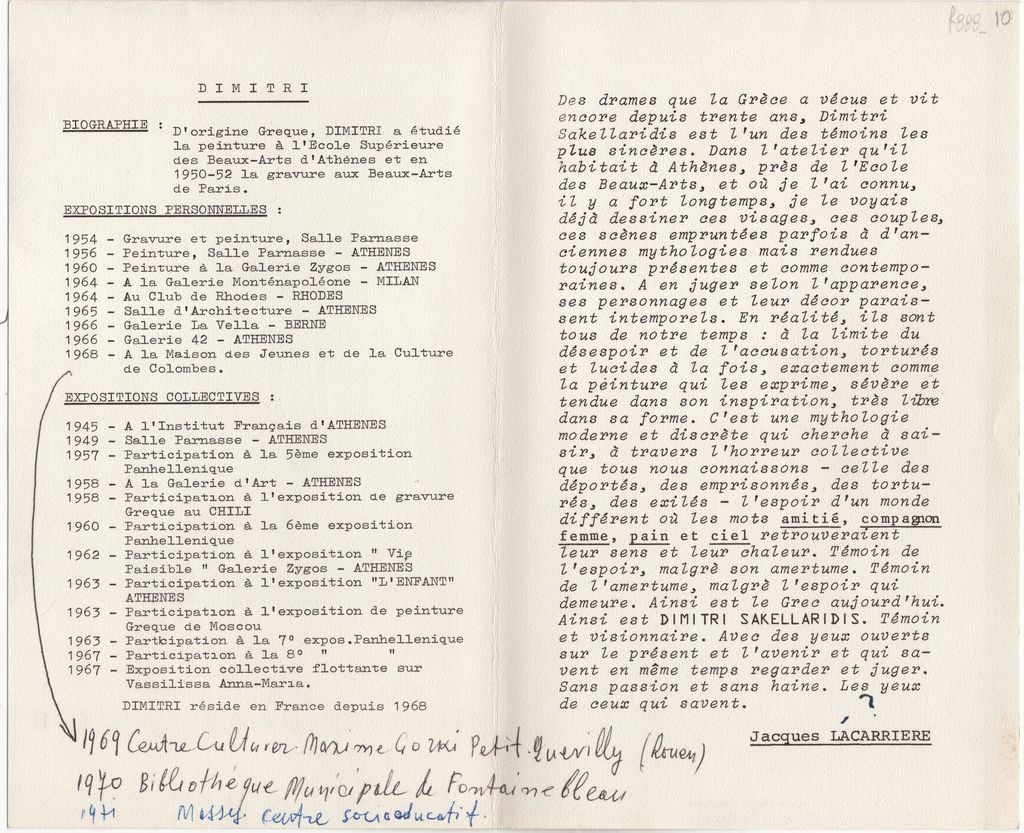 10
D I M I T R I
BIOGRAPHIE : D'origine Greque, DIMITRI a étudié
la peinture à l'Ecole Supérieure
des Beaux-Arts d'Athènes et en
1950-52 la gravure aux Beaux-Arts
de Paris.
EXPOSITIONS PERSONNELLES :
1954 - Gravure et peinture, Salle Parnasse
1956 - Peinture, Salle Parnasse - ATHENES
1960 - Peinture à la Galerie Zygos - ATHENES
1964 - A la Galerie Monténapoléone - MILAN
1964 - Au Club de Rhodes - RHODES
1965 - Salle d'Architecture - ATHENES
1966 - Galerie La Vella - BERNE
1966 - Galerie 42 - ATHENES
1968 - A la Maison des Jeunes et de la Culture
de Colombes.
EXPOSITIONS COLLECTIVES :
1945 - A l'Institut Français d'ATHENES
1949 - Salle Parnasse - ATHENES
1957 - Participation à la 5ème exposition
Panhellenique
1958 - A la Galerie d'Art - ATHENES
1958 - Participation à l'exposition de gravure
Greque au CHILI
1960 - Participation à la 6ème exposition
Panhellenique
1962 - Participation à l'exposition " Vie
Paisible " Galerie Zygos - ATHENES
1963 - Participation à l'exposition "L'ENFANT"
ATHENES
1963 - Participation à l'exposition de peinture
Greque de Moscou
1963 - Participation à la 7° expos.Panhellenique
1967 - Participation à la 8° " "
1967 - Exposition collective flottante sur
Vassilissa Anna-Maria.
DIMITRI réside en France depuis 1968
1969 Centre Culturer Maxime Gorki Petit.Quevilly (Rouen)
1970 Bibliothéque Municipale de Fontainebleau
1971 Massy. centre socioeducatif.
Des drames que la Grèce a vécus et vit
encore depuis trente ans, Dimitri
Sakellaridis est l'un des témoins les
plus sincères. Dans l'atelier qu'il
habitait à Athènes, près de l'Ecole
des Beaux-Arts, et où je l'ai connu,
il y a fort longtemps, je le voyais
déjà dessiner ces visages, ces couples,
ces scènes empruntées parfois à d'an-
ciennes mythologies mais rendues
toujours présentes et comme contempo-
raines. A en juger selon l'apparence,
ses personnages et leur décor parais-
sent intemporels. En réalité, ils sont
tous de notre temps : à la limite du
désespoir et de l'accusation, torturés
et lucides à la fois, exactement comme
la peinture qui les exprime, sévère et
tendue dans son inspiration, très libre
dans sa forme. C'est une mythologie
moderne et discrète qui cherche à sai-
sir, à travers l'horreur collective
que tous nous connaissons - celle des
déportés, des emprisonnés, des tortu-
rés, des exilés - l'espoir d'un monde
différent où les mots amitié, compagnon
femme, pain et ciel retrouveraient
leur sens et leur chaleur. Témoin de
l'espoir, malgrè son amertume. Témoin
de l'amertume, malgrè l'espoir qui
demeure. Ainsi est le Grec aujourd'hui.
Ainsi est DIMITRI SAKELLARIDIS. Témoin
et visionnaire. Avec des yeux ouverts
sur le présent et l'avenir et qui sa-
vent en même temps regarder et juger.
Sans passion et sans haine. Les yeux
de ceux qui savent. ?
Jacques LACARRIERE